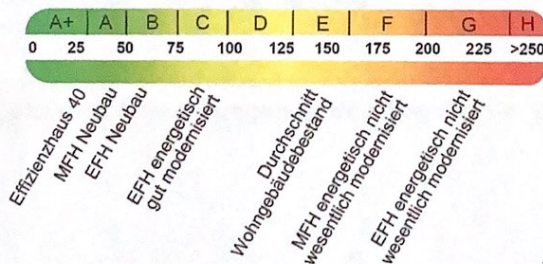 A+ A B C D E F G H
0 25 50 75 100 125 150 175 200 225 >250
Effizienzhaus 40
MFH Neubau
EFH Neubau
EFH energetisch
gut modernisiert
Durchschnitt
Wohngebäudebestand
MFH energetisch nicht
wesentlich modernisiert
EFH energetisch nicht
wesentlich modernisiert